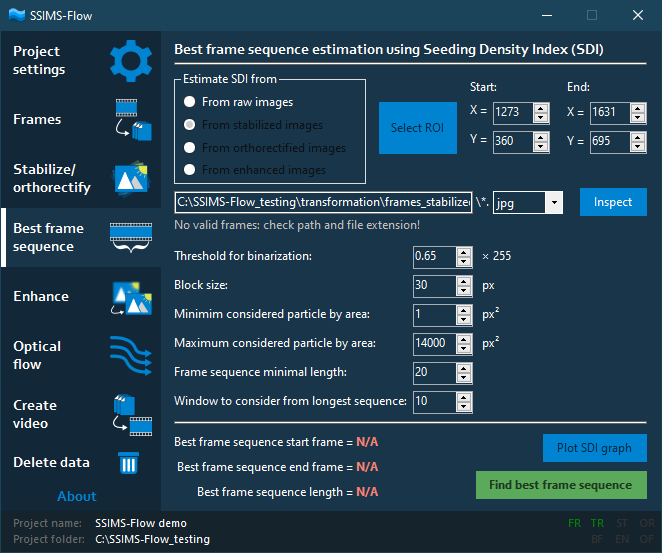 SSIMS-Flow
Project settings
Frames
Stabilize/ orthorectify
Best frame sequence
Enhance
Optical flow
Create video
Delete data
About
Best frame sequence estimation using Seeding Density Index (SDI)
Estimate SDI from
From raw images
From stabilized images
From orthorectified images
From enhanced images
Select ROI
Start: End:
X = 1273 X = 1631
Y = 360 Y = 695
C:\SSIMS-Flow_testing\transformation\frames_stabilized \*. jpg Inspect
No valid frames: check path and file extension!
Threshold for binarization: 0.65 × 255
Block size: 30 px
Minimim considered particle by area: 1 px²
Maximum considered particle by area: 14000 px²
Frame sequence minimal length: 20
Window to consider from longest sequence: 10
Best frame sequence start frame = N/A
Best frame sequence end frame = N/A
Best frame sequence length = N/A
Plot SDI graph
Find best frame sequence
Project name: SSIMS-Flow demo
Project folder: C:\SSIMS-Flow_testing
FR TR ST OR
BF EN OF